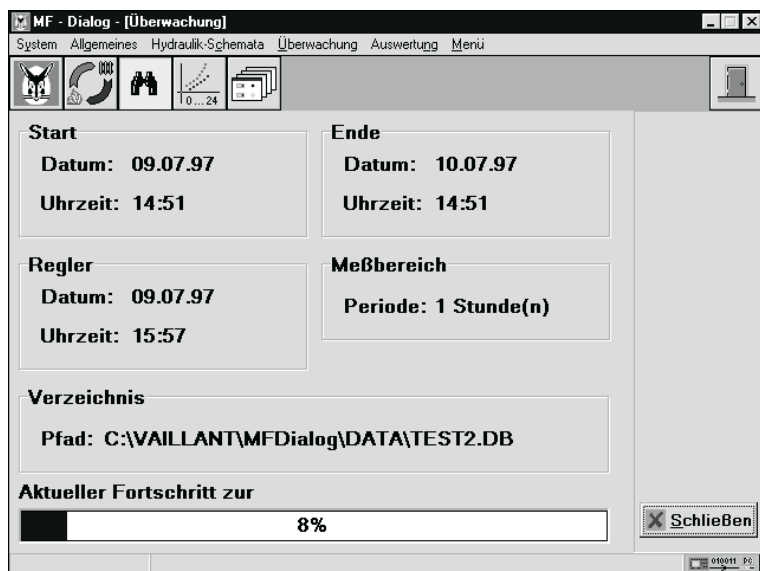 MF - Dialog - [Überwachung]
System Allgemeines Hydraulik-Schemata Überwachung Auswertung Menü
0...24
Start
Datum: 09.07.97
Uhrzeit: 14:51
Ende
Datum: 10.07.97
Uhrzeit: 14:51
Regler
Datum: 09.07.97
Uhrzeit: 15:57
Meßbereich
Periode: 1 Stunde(n)
Verzeichnis
Pfad: C:\VAILLANT\MFDialog\DATA\TEST2.DB
Aktueller Fortschritt zur
8%
Schließen
010011 PC